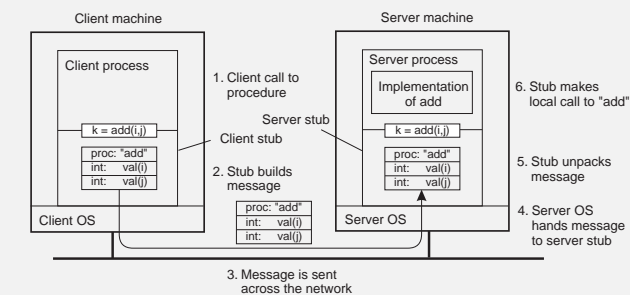 Client machine
Server machine
Client process
1. Client call to
procedure
Server process
Implementation
of add
6. Stub makes
local call to "add"
Server stub
k = add(i,j)
Client stub
k = add(i,j)
proc: "add"
int: val(i)
int: val(j)
2. Stub builds
message
proc: "add"
int: val(i)
int: val(j)
5. Stub unpacks
message
proc: "add"
int: val(i)
int: val(j)
Client OS
Server OS
4. Server OS
hands message
to server stub
3. Message is sent
across the network